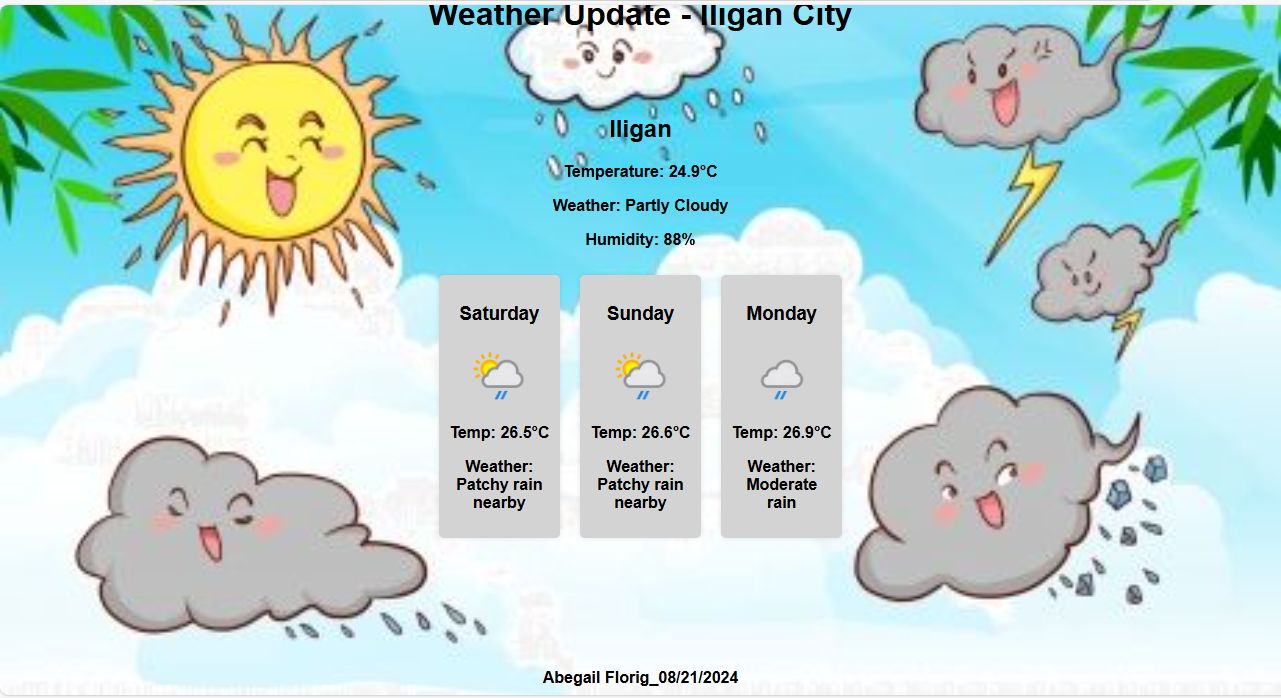 Weather Update - Iligan City
Iligan
Temperature: 24.9°C
Weather: Partly Cloudy
Humidity: 88%
Saturday
Temp: 26.5°C
Weather:
Patchy rain
nearby
Sunday
Temp: 26.6°C
Weather:
Patchy rain
nearby
Monday
Temp: 26.9°C
Weather:
Moderate
rain
Abegail Florig_08/21/2024